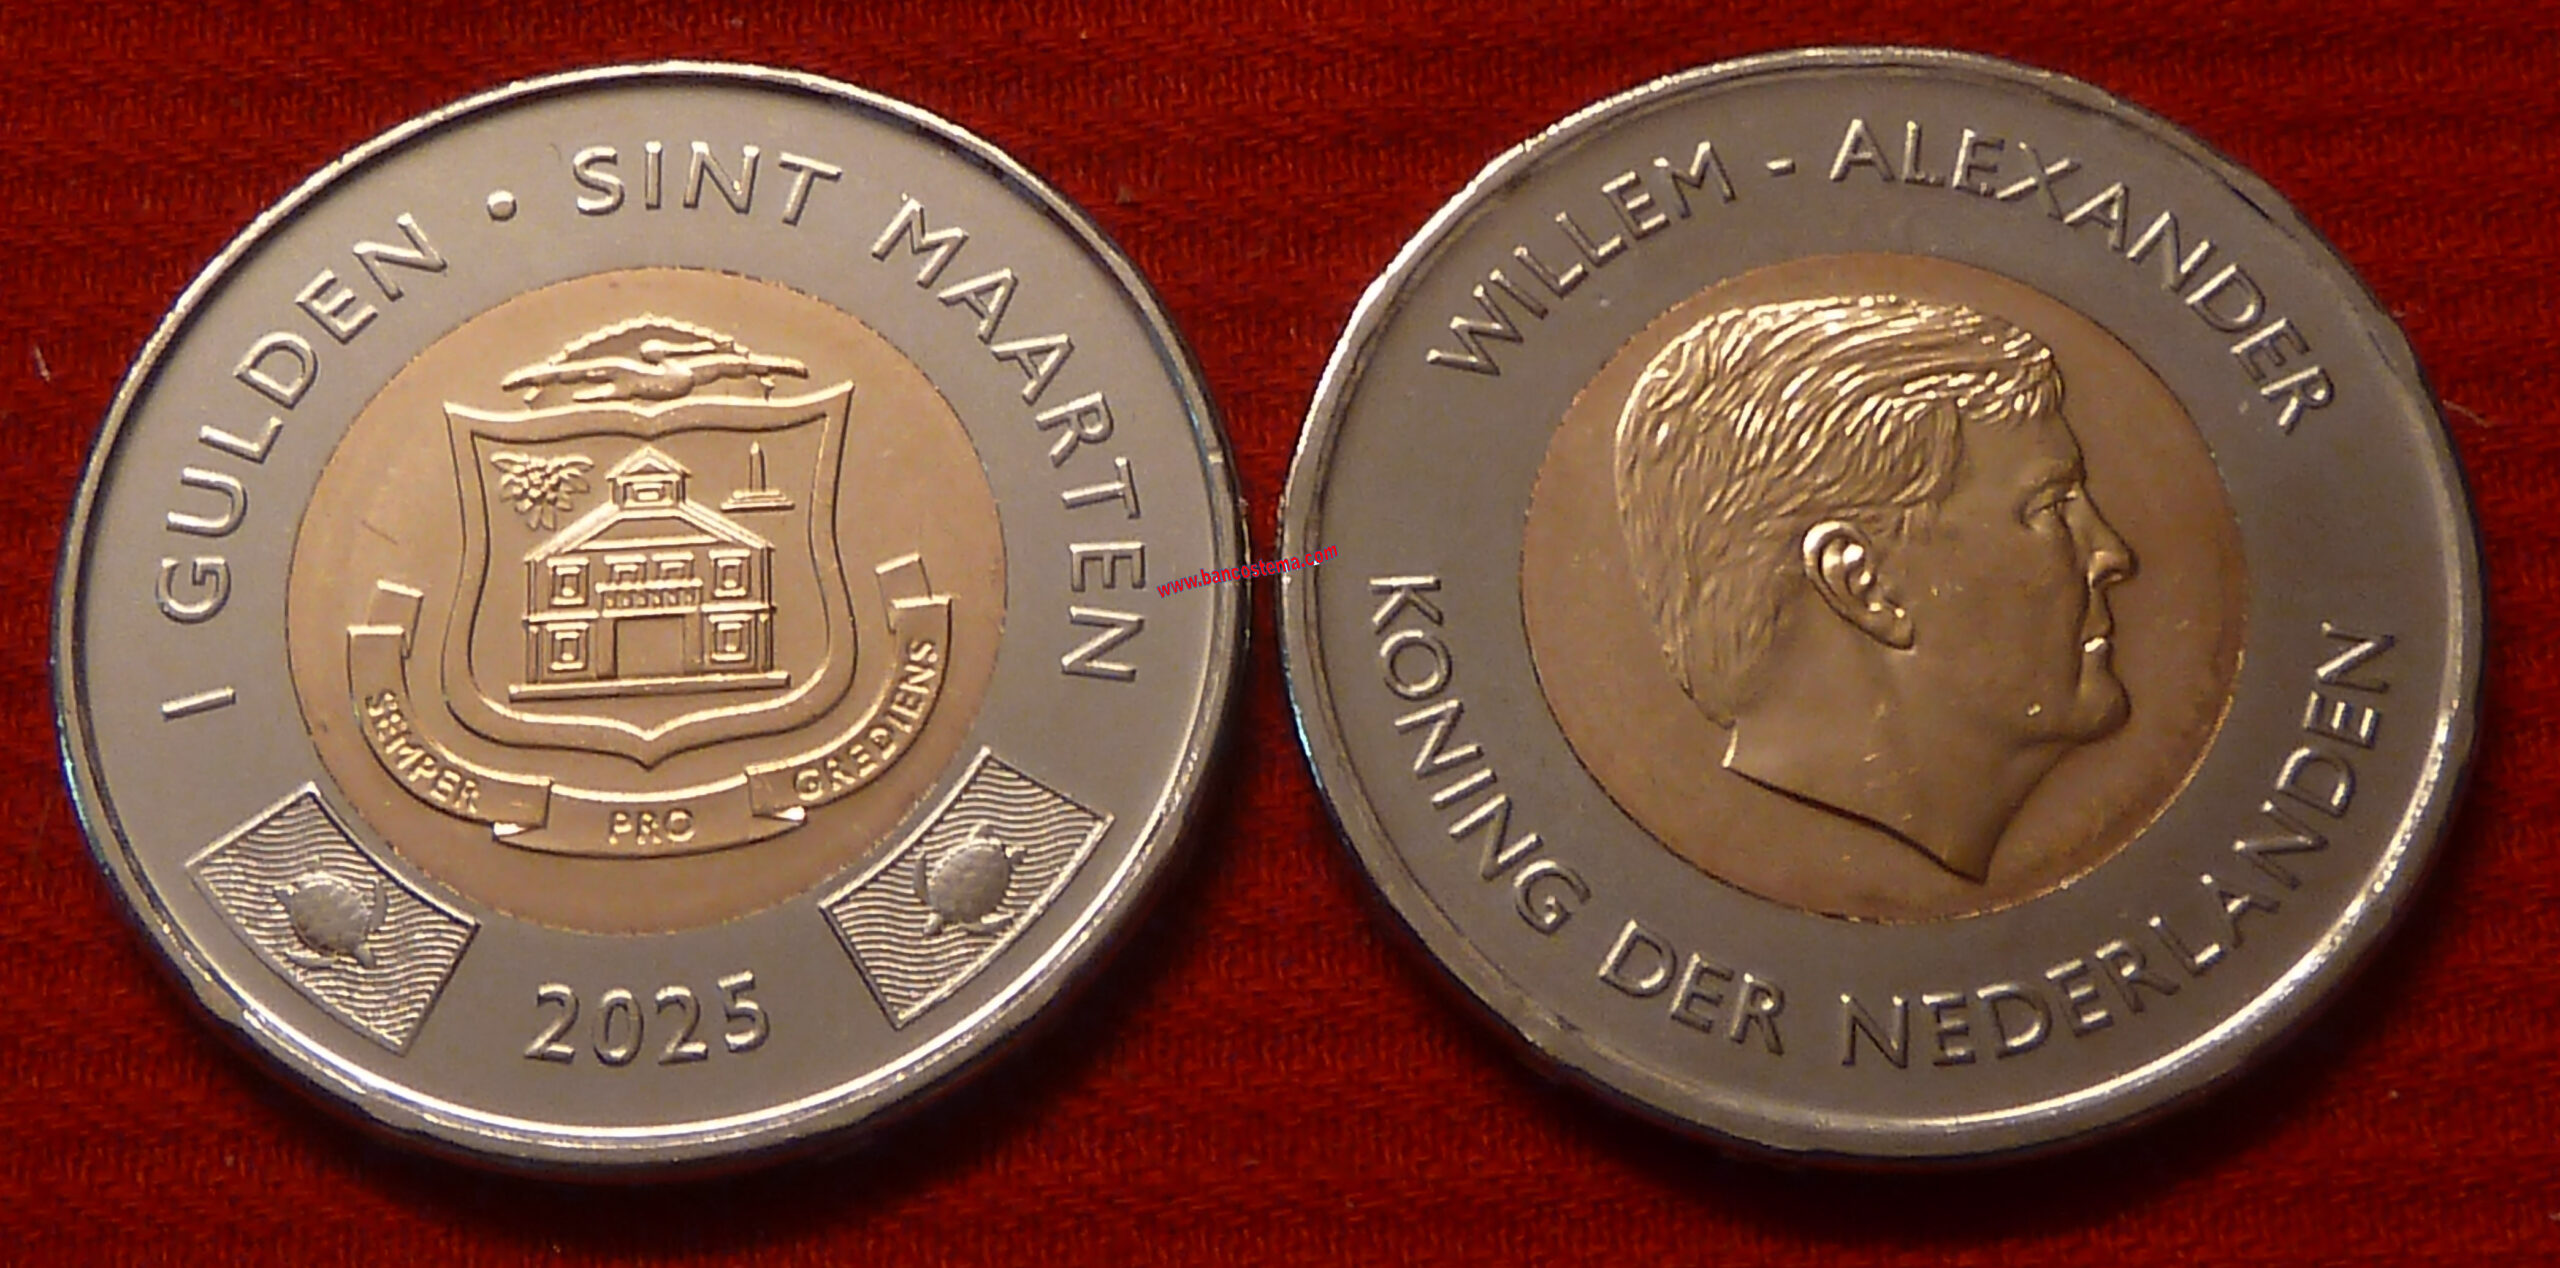 1 GULDEN • SINT MAARTEN
SEMPER PRO GREDIENS
2025
WILLEM - ALEXANDER
KONING DER NEDERLANDEN
www.bancostema.com